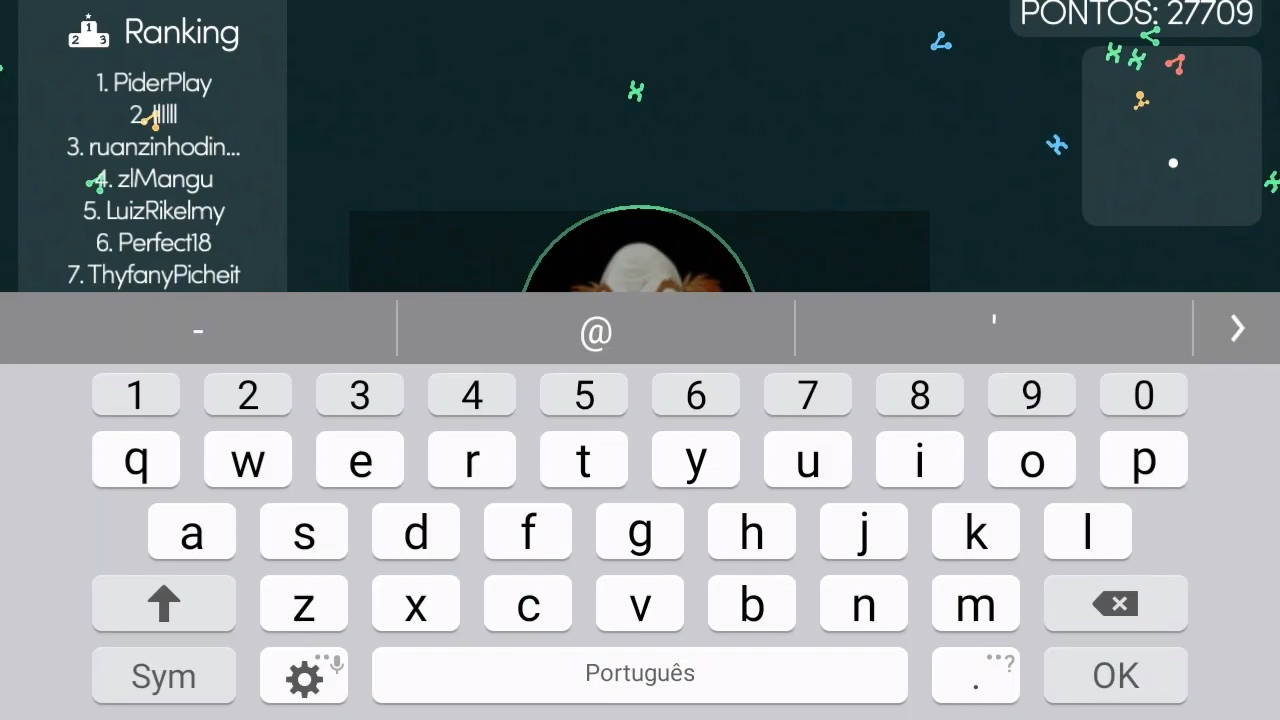 Ranking
1. PiderPlay
2. lllllll
3. ruanzinhodin...
4. zlMangu
5. LuizRikelmy
6. Perfect18
7. ThyfanyPicheit
PONTOS: 27709
- @ '
1 2 3 4 5 6 7 8 9 0
q w e r t y u i o p
a s d f g h j k l
z x c v b n m
Sym Português . ? OK